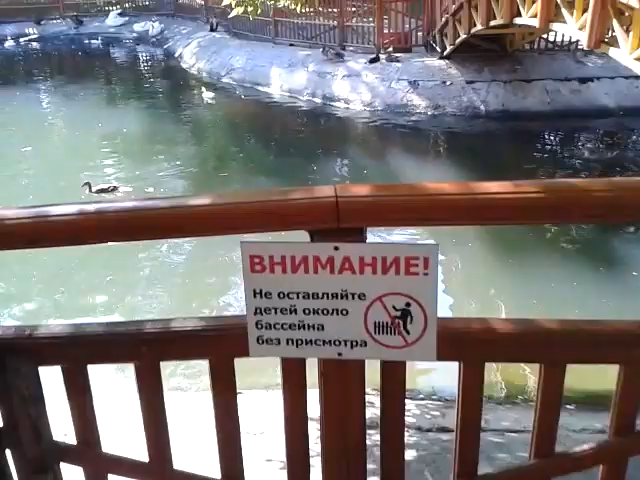 ВНИМАНИЕ!
Не оставляйте
детей около
бассейна
без присмотра